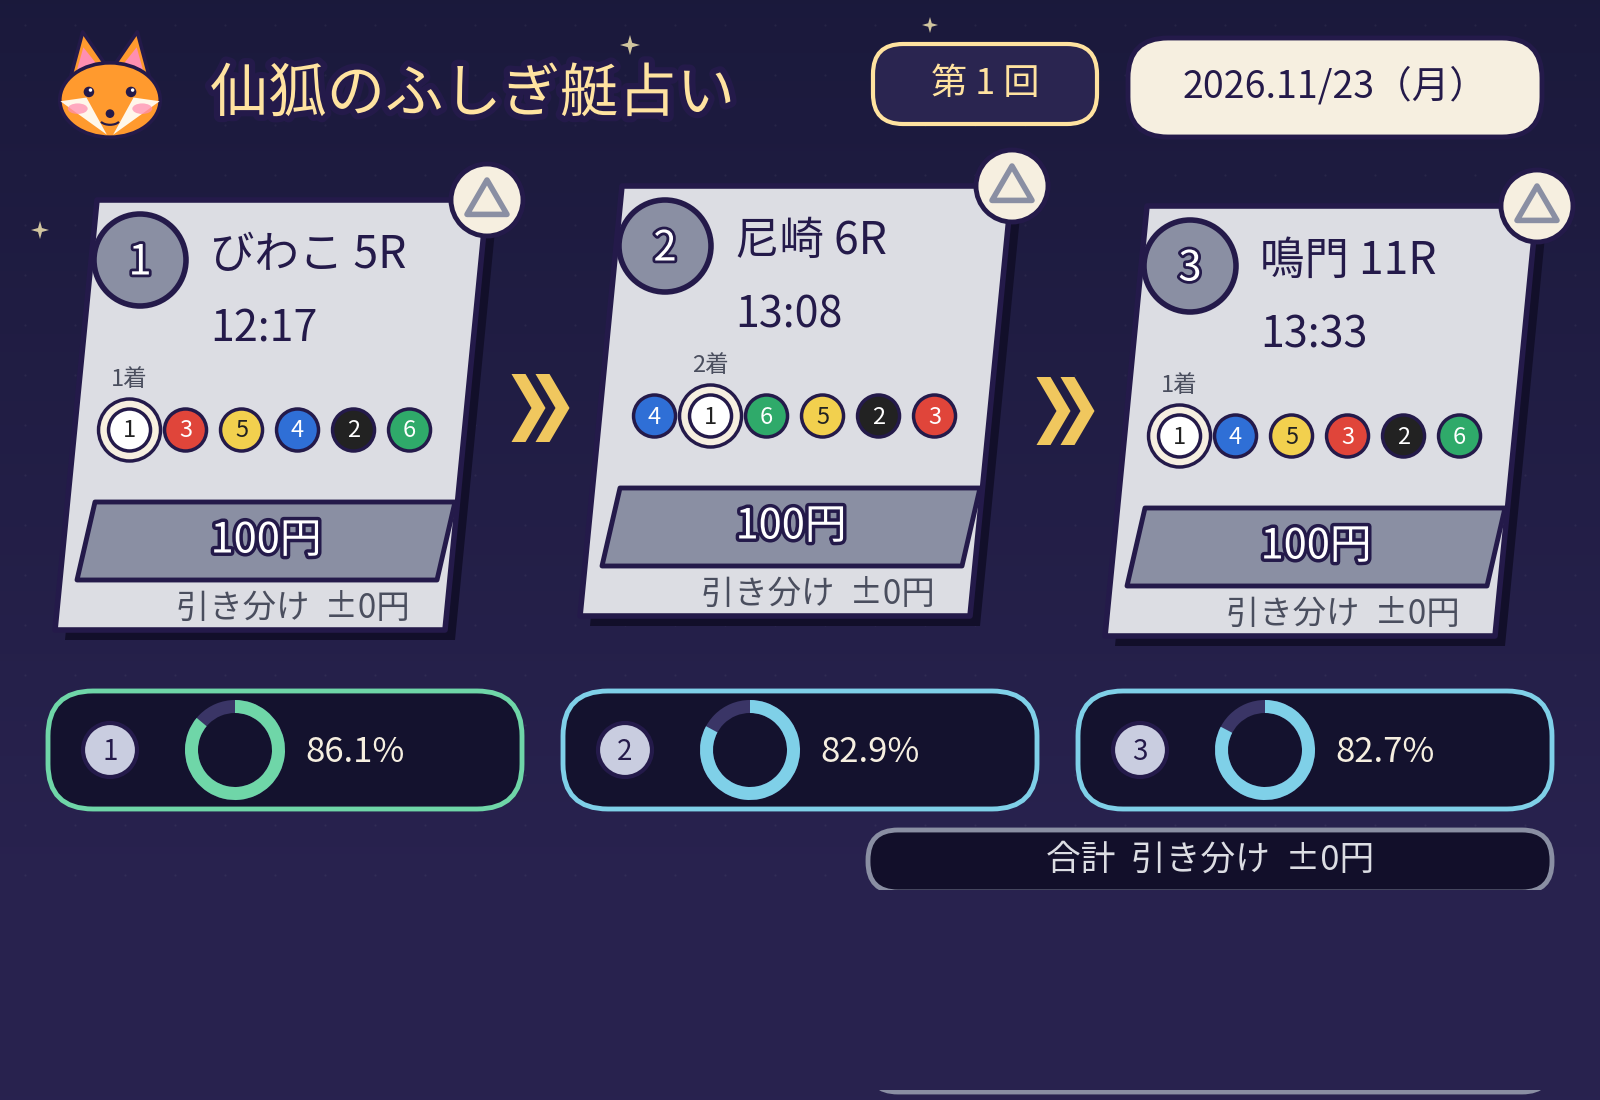 仙狐のふしぎ艇占い
第 1 回
2026.11/23（月）
1
びわこ 5R
12:17
1着
1 3 5 4 2 6
100円
引き分け ±0円
2
尼崎 6R
13:08
2着
4 1 6 5 2 3
100円
引き分け ±0円
3
鳴門 11R
13:33
1着
1 4 5 3 2 6
100円
引き分け ±0円
1 86.1%
2 82.9%
3 82.7%
合計 引き分け ±0円